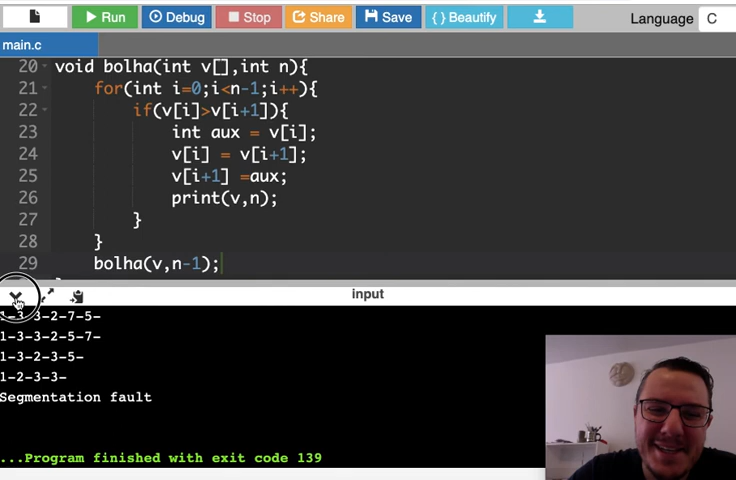 Run Debug Stop Share Save { } Beautify Language C
main.c
20 void bolha(int v[],int n){
21 for(int i=0;i<n-1;i++){
22 if(v[i]>v[i+1]){
23 int aux = v[i];
24 v[i] = v[i+1];
25 v[i+1] =aux;
26 print(v,n);
27 }
28 }
29 bolha(v,n-1);
input
1-3-3-2-7-5-
1-3-3-2-5-7-
1-3-2-3-5-
1-2-3-3-
Segmentation fault
...Program finished with exit code 139